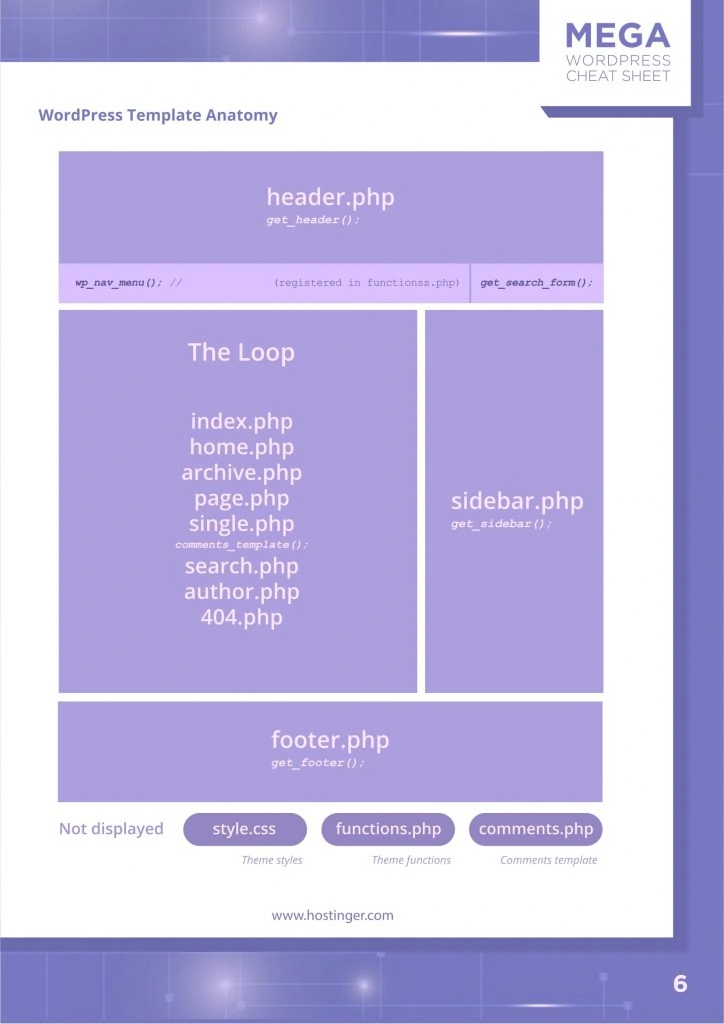 MEGA
WORDPRESS
CHEAT SHEET
WordPress Template Anatomy
header.php
get_header();
wp_nav_menu(); // (registered in functionss.php) get_search_form();
The Loop
index.php
home.php
archive.php
page.php
single.php
comments_template();
search.php
author.php
404.php
sidebar.php
get_sidebar();
footer.php
get_footer();
Not displayed style.css functions.php comments.php
Theme styles Theme functions Comments template
www.hostinger.com
6